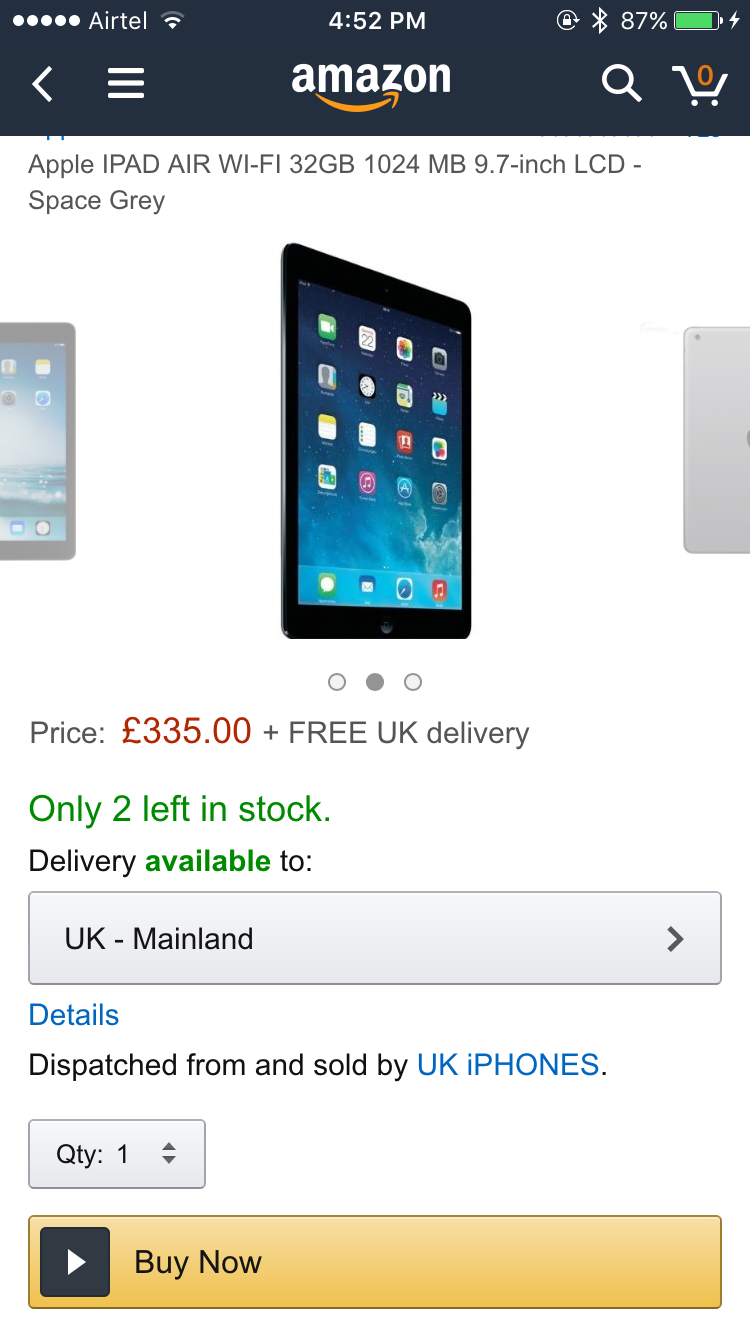 Airtel 4:52 PM 87%
amazon 0
Apple IPAD AIR WI-FI 32GB 1024 MB 9.7-inch LCD -
Space Grey
22
Price: £335.00 + FREE UK delivery
Only 2 left in stock.
Delivery available to:
UK - Mainland
Details
Dispatched from and sold by UK iPHONES.
Qty: 1
Buy Now